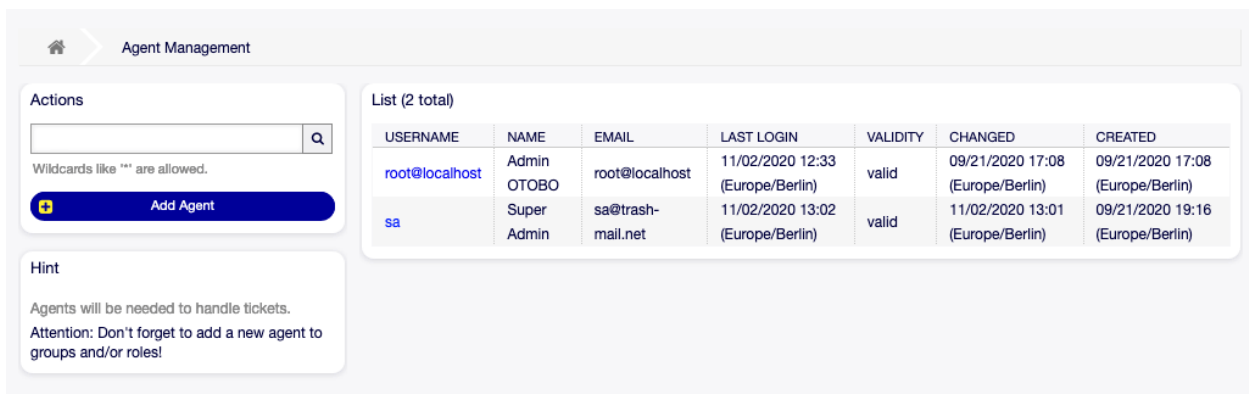 Agent Management
Actions
Wildcards like '*' are allowed.
Add Agent
Hint
Agents will be needed to handle tickets.
Attention: Don't forget to add a new agent to
groups and/or roles!
List (2 total)
USERNAME NAME EMAIL LAST LOGIN VALIDITY CHANGED CREATED
root@localhost Admin OTOBO root@localhost 11/02/2020 12:33 (Europe/Berlin) valid 09/21/2020 17:08 (Europe/Berlin) 09/21/2020 17:08 (Europe/Berlin)
sa Super Admin sa@trash-mail.net 11/02/2020 13:02 (Europe/Berlin) valid 11/02/2020 13:01 (Europe/Berlin) 09/21/2020 19:16 (Europe/Berlin)